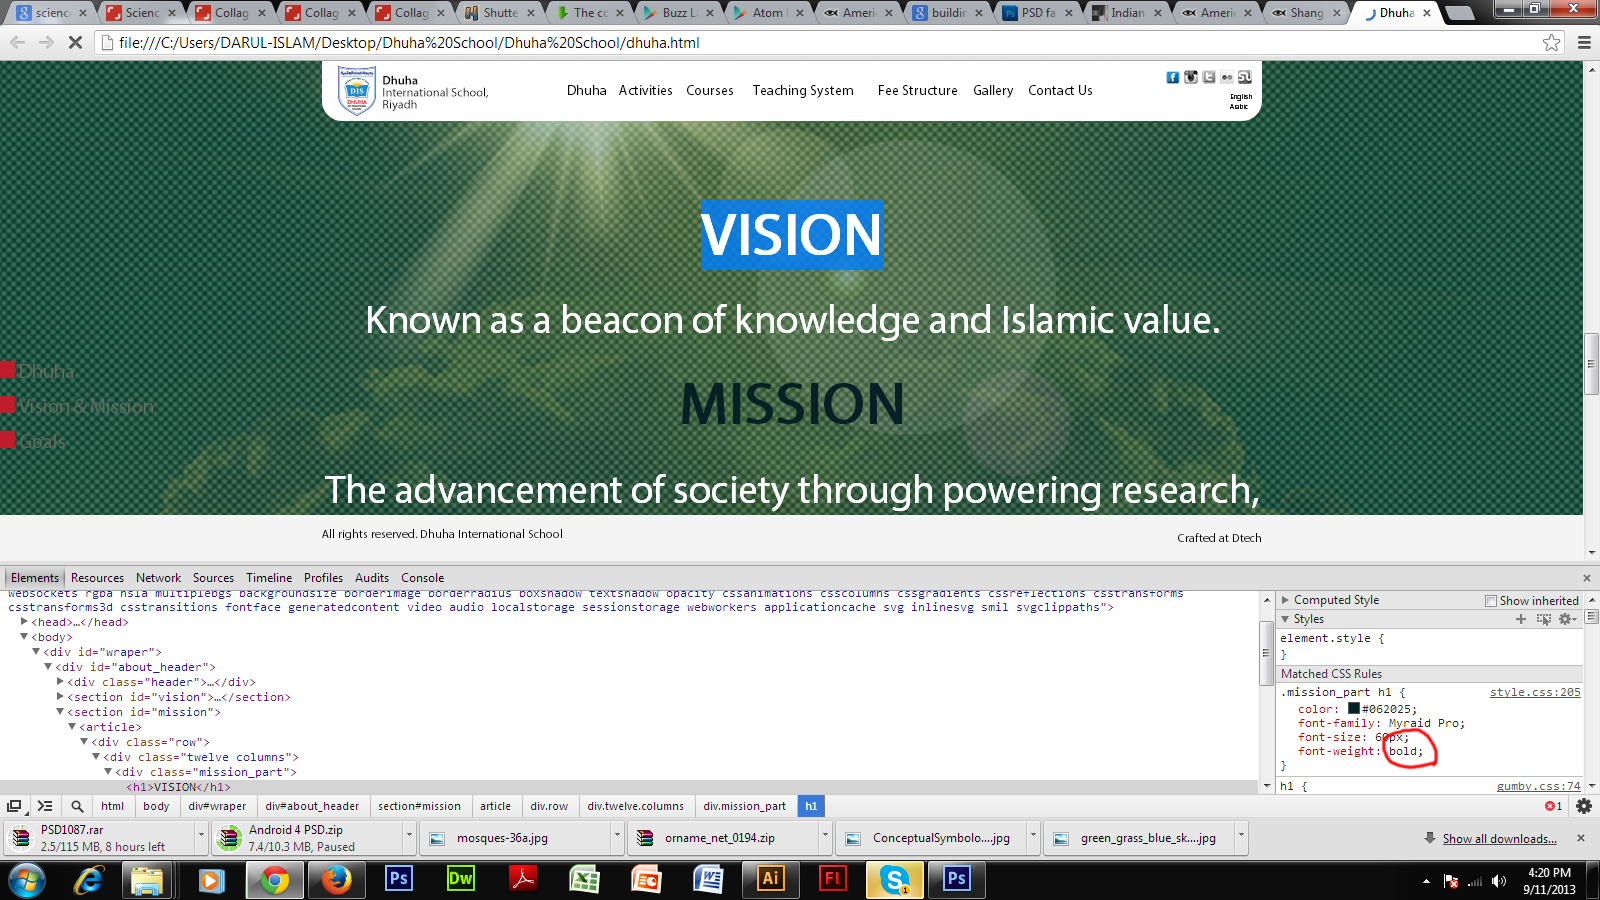 scienc
Scienc
Collag
Collag
Collag
Shutte
The co
Buzz L
Atom
Ameri
buildin
PSD fa
Indian
Ameri
Shang
Dhuha
file:///C:/Users/DARUL-ISLAM/Desktop/Dhuha%20School/Dhuha%20School/dhuha.html
Dhuha
International School,
Riyadh
DIS
DHUHA
Dhuha Activities Courses Teaching System Fee Structure Gallery Contact Us
English
Arabic
VISION
Known as a beacon of knowledge and Islamic value.
Dhuha
Vision & Mission
Goals
MISSION
The advancement of society through powering research,
All rights reserved. Dhuha International School
Crafted at Dtech
Elements Resources Network Sources Timeline Profiles Audits Console
websockets rgba hsla multiplebgs backgroundsize borderimage borderradius boxshadow textshadow opacity cssanimations csscolumns cssgradients cssreflections csstransforms
csstransforms3d csstransitions fontface generatedcontent video audio localstorage sessionstorage webworkers applicationcache svg inlinesvg smil svgclippaths">
<head>…</head>
<body>
<div id="wraper">
<div id="about_header">
<div class="header">…</div>
<section id="vision">…</section>
<section id="mission">
<article>
<div class="row">
<div class="twelve columns">
<div class="mission_part">
<h1>VISION</h1>
Computed Style Show inherited
Styles
element.style {
}
Matched CSS Rules
.mission_part h1 { style.css:205
color: #062025;
font-family: Myraid Pro;
font-size: 60px;
font-weight: bold;
}
h1 { gumby.css:74
html body div#wraper div#about_header section#mission article div.row div.twelve.columns div.mission_part h1
1
PSD1087.rar
2.5/115 MB, 8 hours left
Android 4 PSD.zip
7.4/10.3 MB, Paused
mosques-36a.jpg
orname_net_0194.zip
ConceptualSymbolo....jpg
green_grass_blue_sk....jpg
Show all downloads...
Ps
Dw
Ai
Fl
S
1
Ps
4:20 PM
9/11/2013